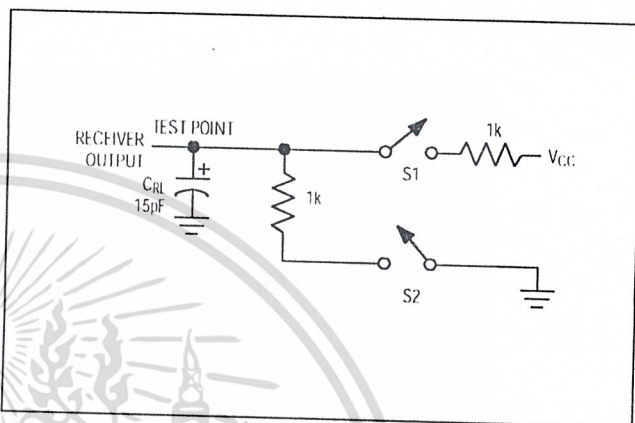 TEST POINT
RECEIVER
OUTPUT
CRL
15pF
1k
S1
1k
VCC
S2